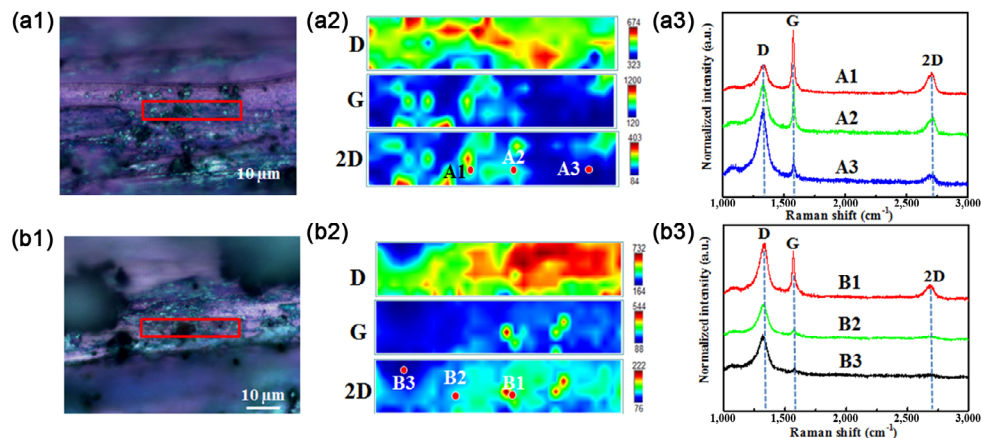 (a1)
10 μm
(a2)
D
G
2D
674
323
1200
120
403
84
A1
A2
A3
(a3)
Normalized intensity (a.u.)
D
G
2D
A1
A2
A3
1,000
1,500
2,000
2,500
3,000
Raman shift (cm⁻¹)
(b1)
10 μm
(b2)
D
G
2D
732
164
544
88
222
76
B3
B2
B1
(b3)
Normalized intensity (a.u.)
D
G
2D
B1
B2
B3
1,000
1,500
2,000
2,500
3,000
Raman shift (cm⁻¹)